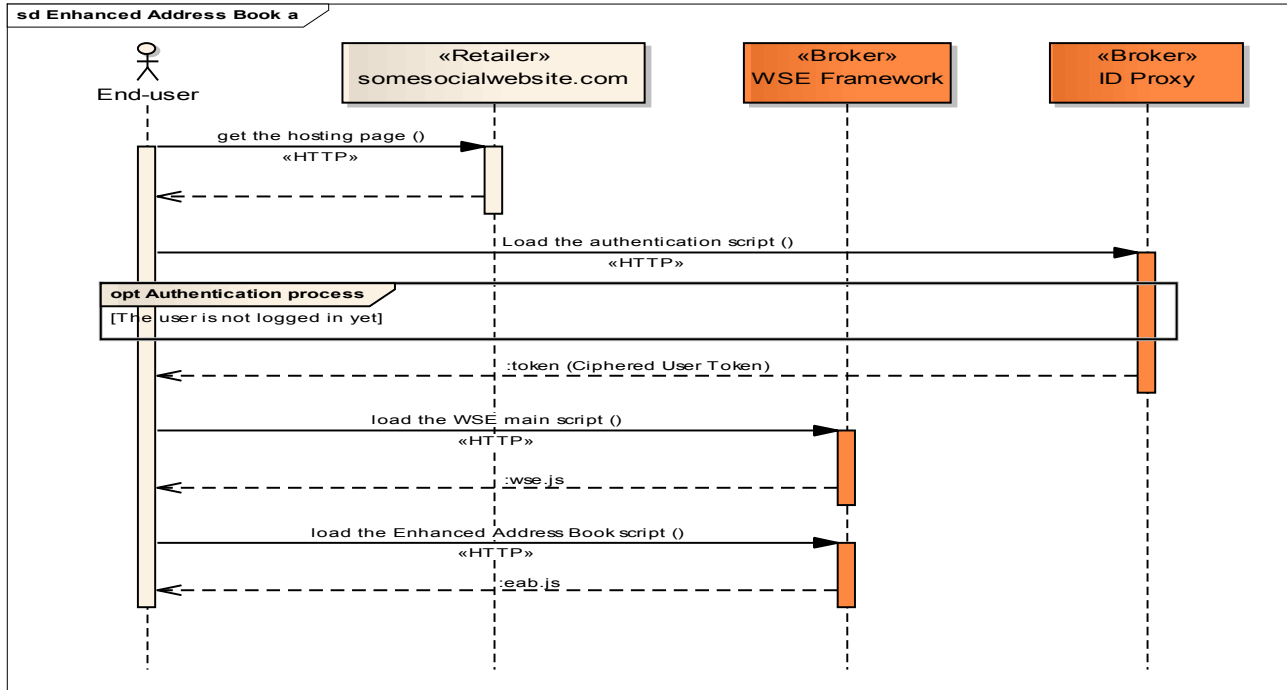 sd Enhanced Address Book a
End-user
«Retailer»
somesocialwebsite.com
«Broker»
WSE Framework
«Broker»
ID Proxy
get the hosting page ()
«HTTP»
Load the authentication script ()
«HTTP»
opt Authentication process
[The user is not logged in yet]
:token (Ciphered User Token)
load the WSE main script ()
«HTTP»
:wse.js
load the Enhanced Address Book script ()
«HTTP»
:eab.js